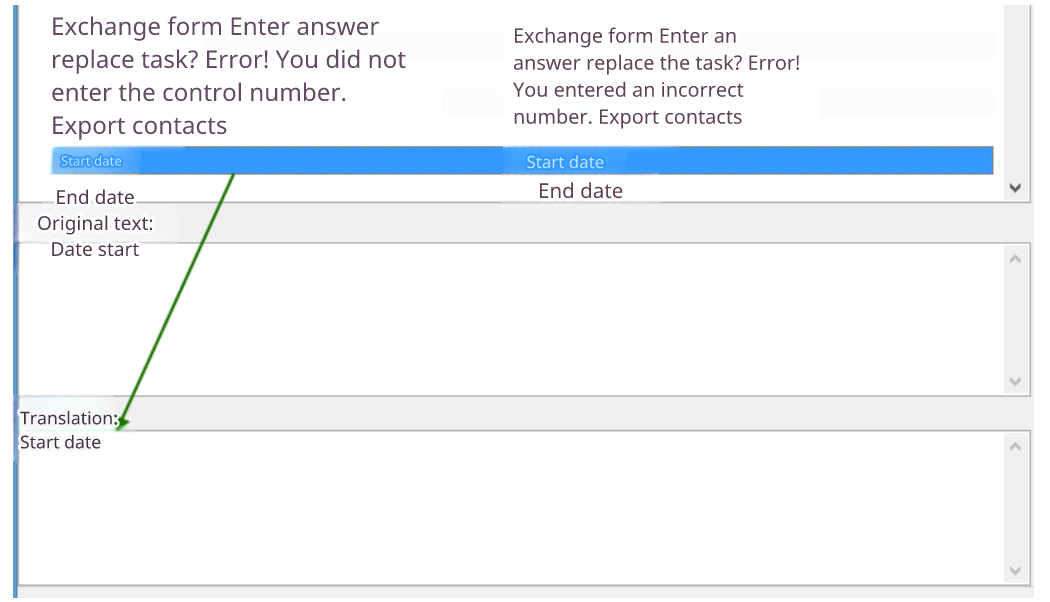 Exchange form Enter answer
replace task? Error! You did not
enter the control number.
Export contacts
Exchange form Enter an
answer replace the task? Error!
You entered an incorrect
number. Export contacts
Start date
Start date
End date
End date
Original text:
Date start
Translation:
Start date